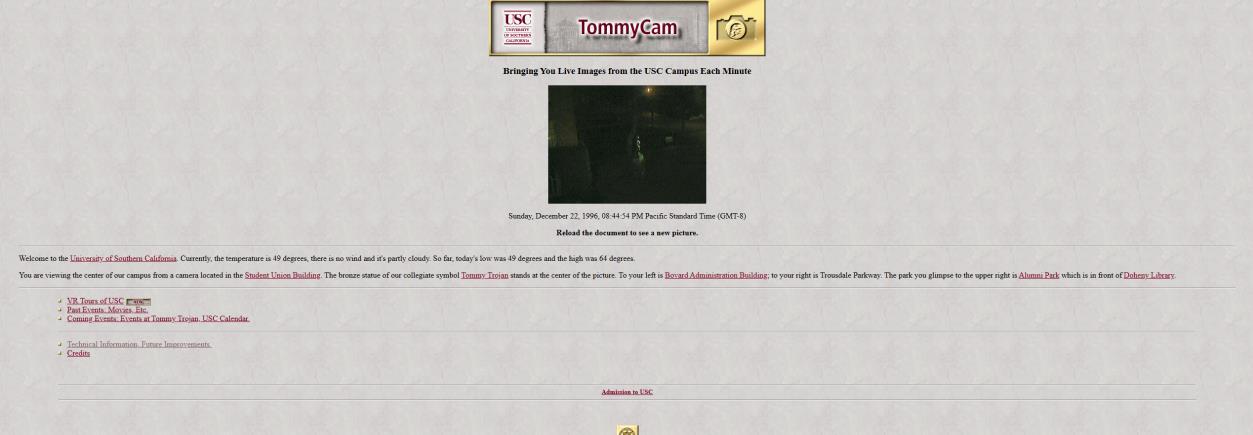 USC
UNIVERSITY
OF SOUTHERN
CALIFORNIA
TommyCam
Bringing You Live Images from the USC Campus Each Minute
Sunday, December 22, 1996, 08:44:54 PM Pacific Standard Time (GMT-8)
Reload the document to see a new picture.
Welcome to the University of Southern California. Currently, the temperature is 49 degrees, there is no wind and it's partly cloudy. So far, today's low was 49 degrees and the high was 64 degrees.
You are viewing the center of our campus from a camera located in the Student Union Building. The bronze statue of our collegiate symbol Tommy Trojan stands at the center of the picture. To your left is Bovard Administration Building; to your right is Trousdale Parkway. The park you glimpse to the upper right is Alumni Park which is in front of Doheny Library.
VR Tours of USC
Past Events: Movies, Etc.
Coming Events: Events at Tommy Trojan, USC Calendar.
Technical Information, Future Improvements.
Credits
Admission to USC